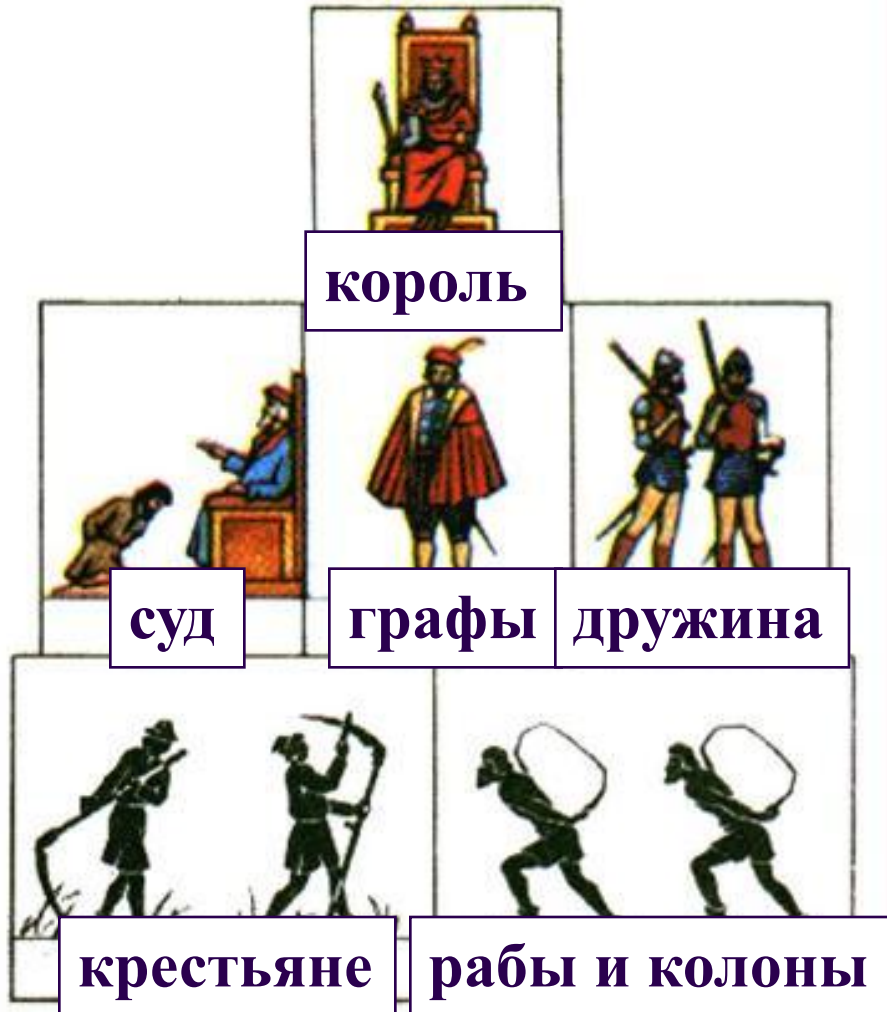 король
суд графы дружина
крестьяне рабы и колоны